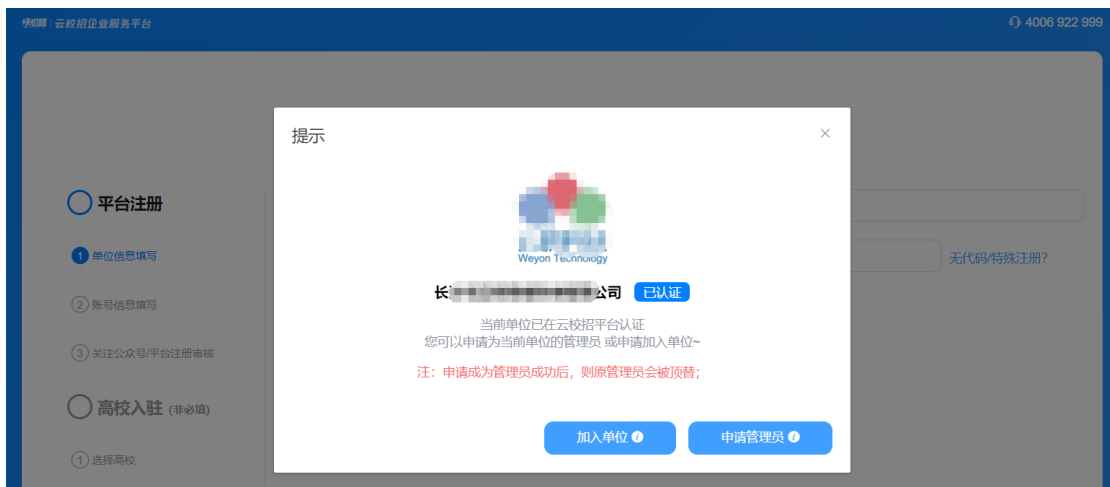 快招聘 云校招企业服务平台
4006 922 999
提示
×
Weyon Technology
长 公司 已认证
当前单位已在云校招平台认证
您可以申请为当前单位的管理员 或申请加入单位~
注：申请成为管理员成功后，则原管理员会被顶替；
加入单位 申请管理员
平台注册
1 单位信息填写
无代码/特殊注册?
2 账号信息填写
3 关注公众号/平台注册审核
高校入驻 (非必填)
1 选择高校